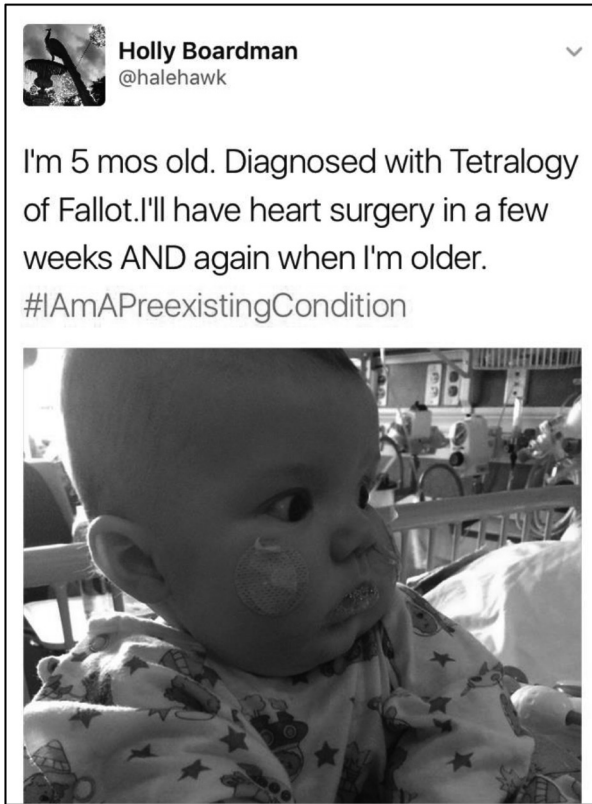 Holly Boardman
@halehawk
I'm 5 mos old. Diagnosed with Tetralogy
of Fallot.I'll have heart surgery in a few
weeks AND again when I'm older.
#IAmAPreexistingCondition